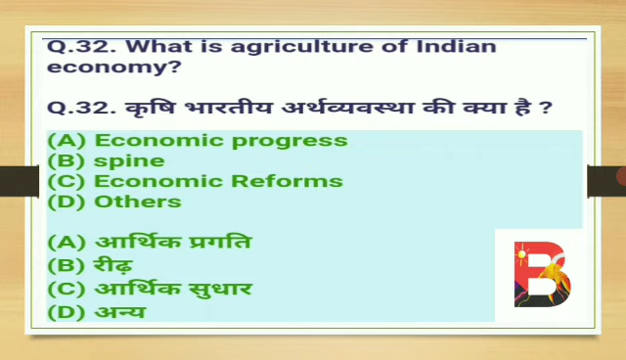 Q.32. What is agriculture of Indian
economy?
Q.32. कृषि भारतीय अर्थव्यवस्था की क्या है ?
(A) Economic progress
(B) spine
(C) Economic Reforms
(D) Others
(A) आर्थिक प्रगति
(B) रीढ़
(C) आर्थिक सुधार
(D) अन्य
B